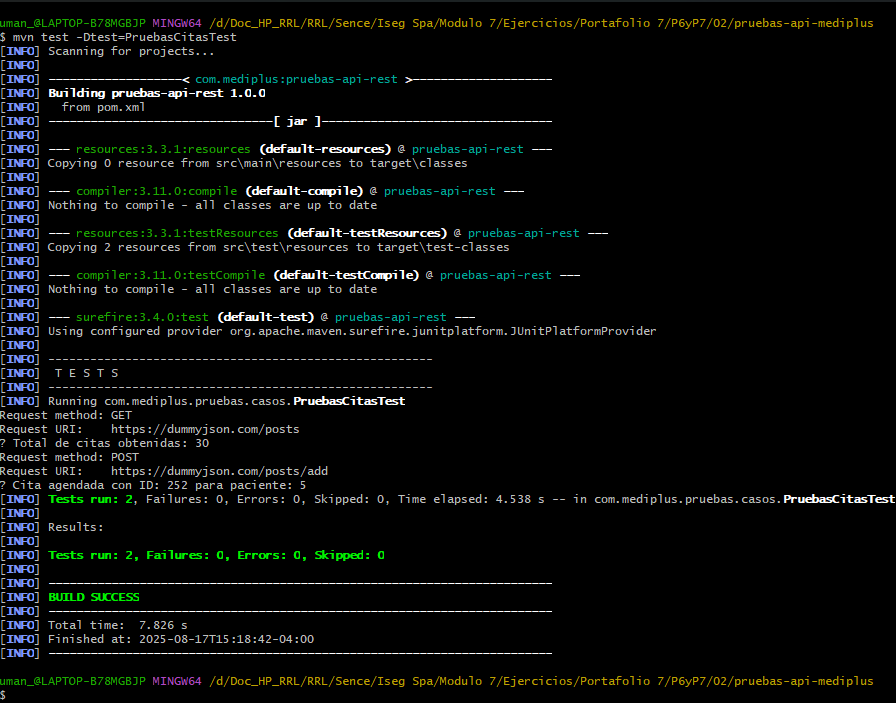 uman_@LAPTOP-B78MGBJP MINGW64 /d/Doc_HP_RRL/RRL/Sence/Iseg Spa/Modulo 7/Ejercicios/Portafolio 7/P6yP7/02/pruebas-api-mediplus
$ mvn test -Dtest=PruebasCitasTest
[INFO] Scanning for projects...
[INFO]
[INFO] -------------------< com.mediplus:pruebas-api-rest >--------------------
[INFO] Building pruebas-api-rest 1.0.0
[INFO]   from pom.xml
[INFO] --------------------------------[ jar ]---------------------------------
[INFO]
[INFO] --- resources:3.3.1:resources (default-resources) @ pruebas-api-rest ---
[INFO] Copying 0 resource from src\main\resources to target\classes
[INFO]
[INFO] --- compiler:3.11.0:compile (default-compile) @ pruebas-api-rest ---
[INFO] Nothing to compile - all classes are up to date
[INFO]
[INFO] --- resources:3.3.1:testResources (default-testResources) @ pruebas-api-rest ---
[INFO] Copying 2 resources from src\test\resources to target\test-classes
[INFO]
[INFO] --- compiler:3.11.0:testCompile (default-testCompile) @ pruebas-api-rest ---
[INFO] Nothing to compile - all classes are up to date
[INFO]
[INFO] --- surefire:3.4.0:test (default-test) @ pruebas-api-rest ---
[INFO] Using configured provider org.apache.maven.surefire.junitplatform.JUnitPlatformProvider
[INFO]
[INFO] -------------------------------------------------------
[INFO]  T E S T S
[INFO] -------------------------------------------------------
[INFO] Running com.mediplus.pruebas.casos.PruebasCitasTest
Request method: GET
Request URI:    https://dummyjson.com/posts
? Total de citas obtenidas: 30
Request method: POST
Request URI:    https://dummyjson.com/posts/add
? Cita agendada con ID: 252 para paciente: 5
[INFO] Tests run: 2, Failures: 0, Errors: 0, Skipped: 0, Time elapsed: 4.538 s -- in com.mediplus.pruebas.casos.PruebasCitasTest
[INFO]
[INFO] Results:
[INFO]
[INFO] Tests run: 2, Failures: 0, Errors: 0, Skipped: 0
[INFO]
[INFO] ------------------------------------------------------------------------
[INFO] BUILD SUCCESS
[INFO] ------------------------------------------------------------------------
[INFO] Total time:  7.826 s
[INFO] Finished at: 2025-08-17T15:18:42-04:00
[INFO] ------------------------------------------------------------------------
uman_@LAPTOP-B78MGBJP MINGW64 /d/Doc_HP_RRL/RRL/Sence/Iseg Spa/Modulo 7/Ejercicios/Portafolio 7/P6yP7/02/pruebas-api-mediplus
$